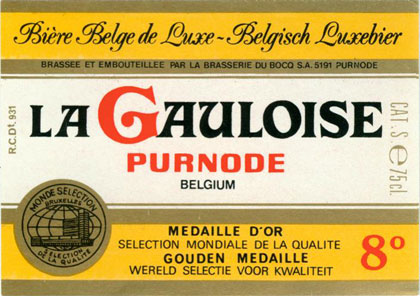 Bière Belge de Luxe - Belgisch Luxebier
BRASSEE ET EMBOUTEILLEE PAR LA BRASSERIE DU BOCQ S.A. 5191 PURNODE
R.C.Dt. 931
LA GAULOISE
CAT. S e 75cl.
PURNODE
BELGIUM
MONDE SELECTION
BRUXELLES
SELECTION
DE LA QUALITE
MEDAILLE D'OR
SELECTION MONDIALE DE LA QUALITE
GOUDEN MEDAILLE
WERELD SELECTIE VOOR KWALITEIT
8°